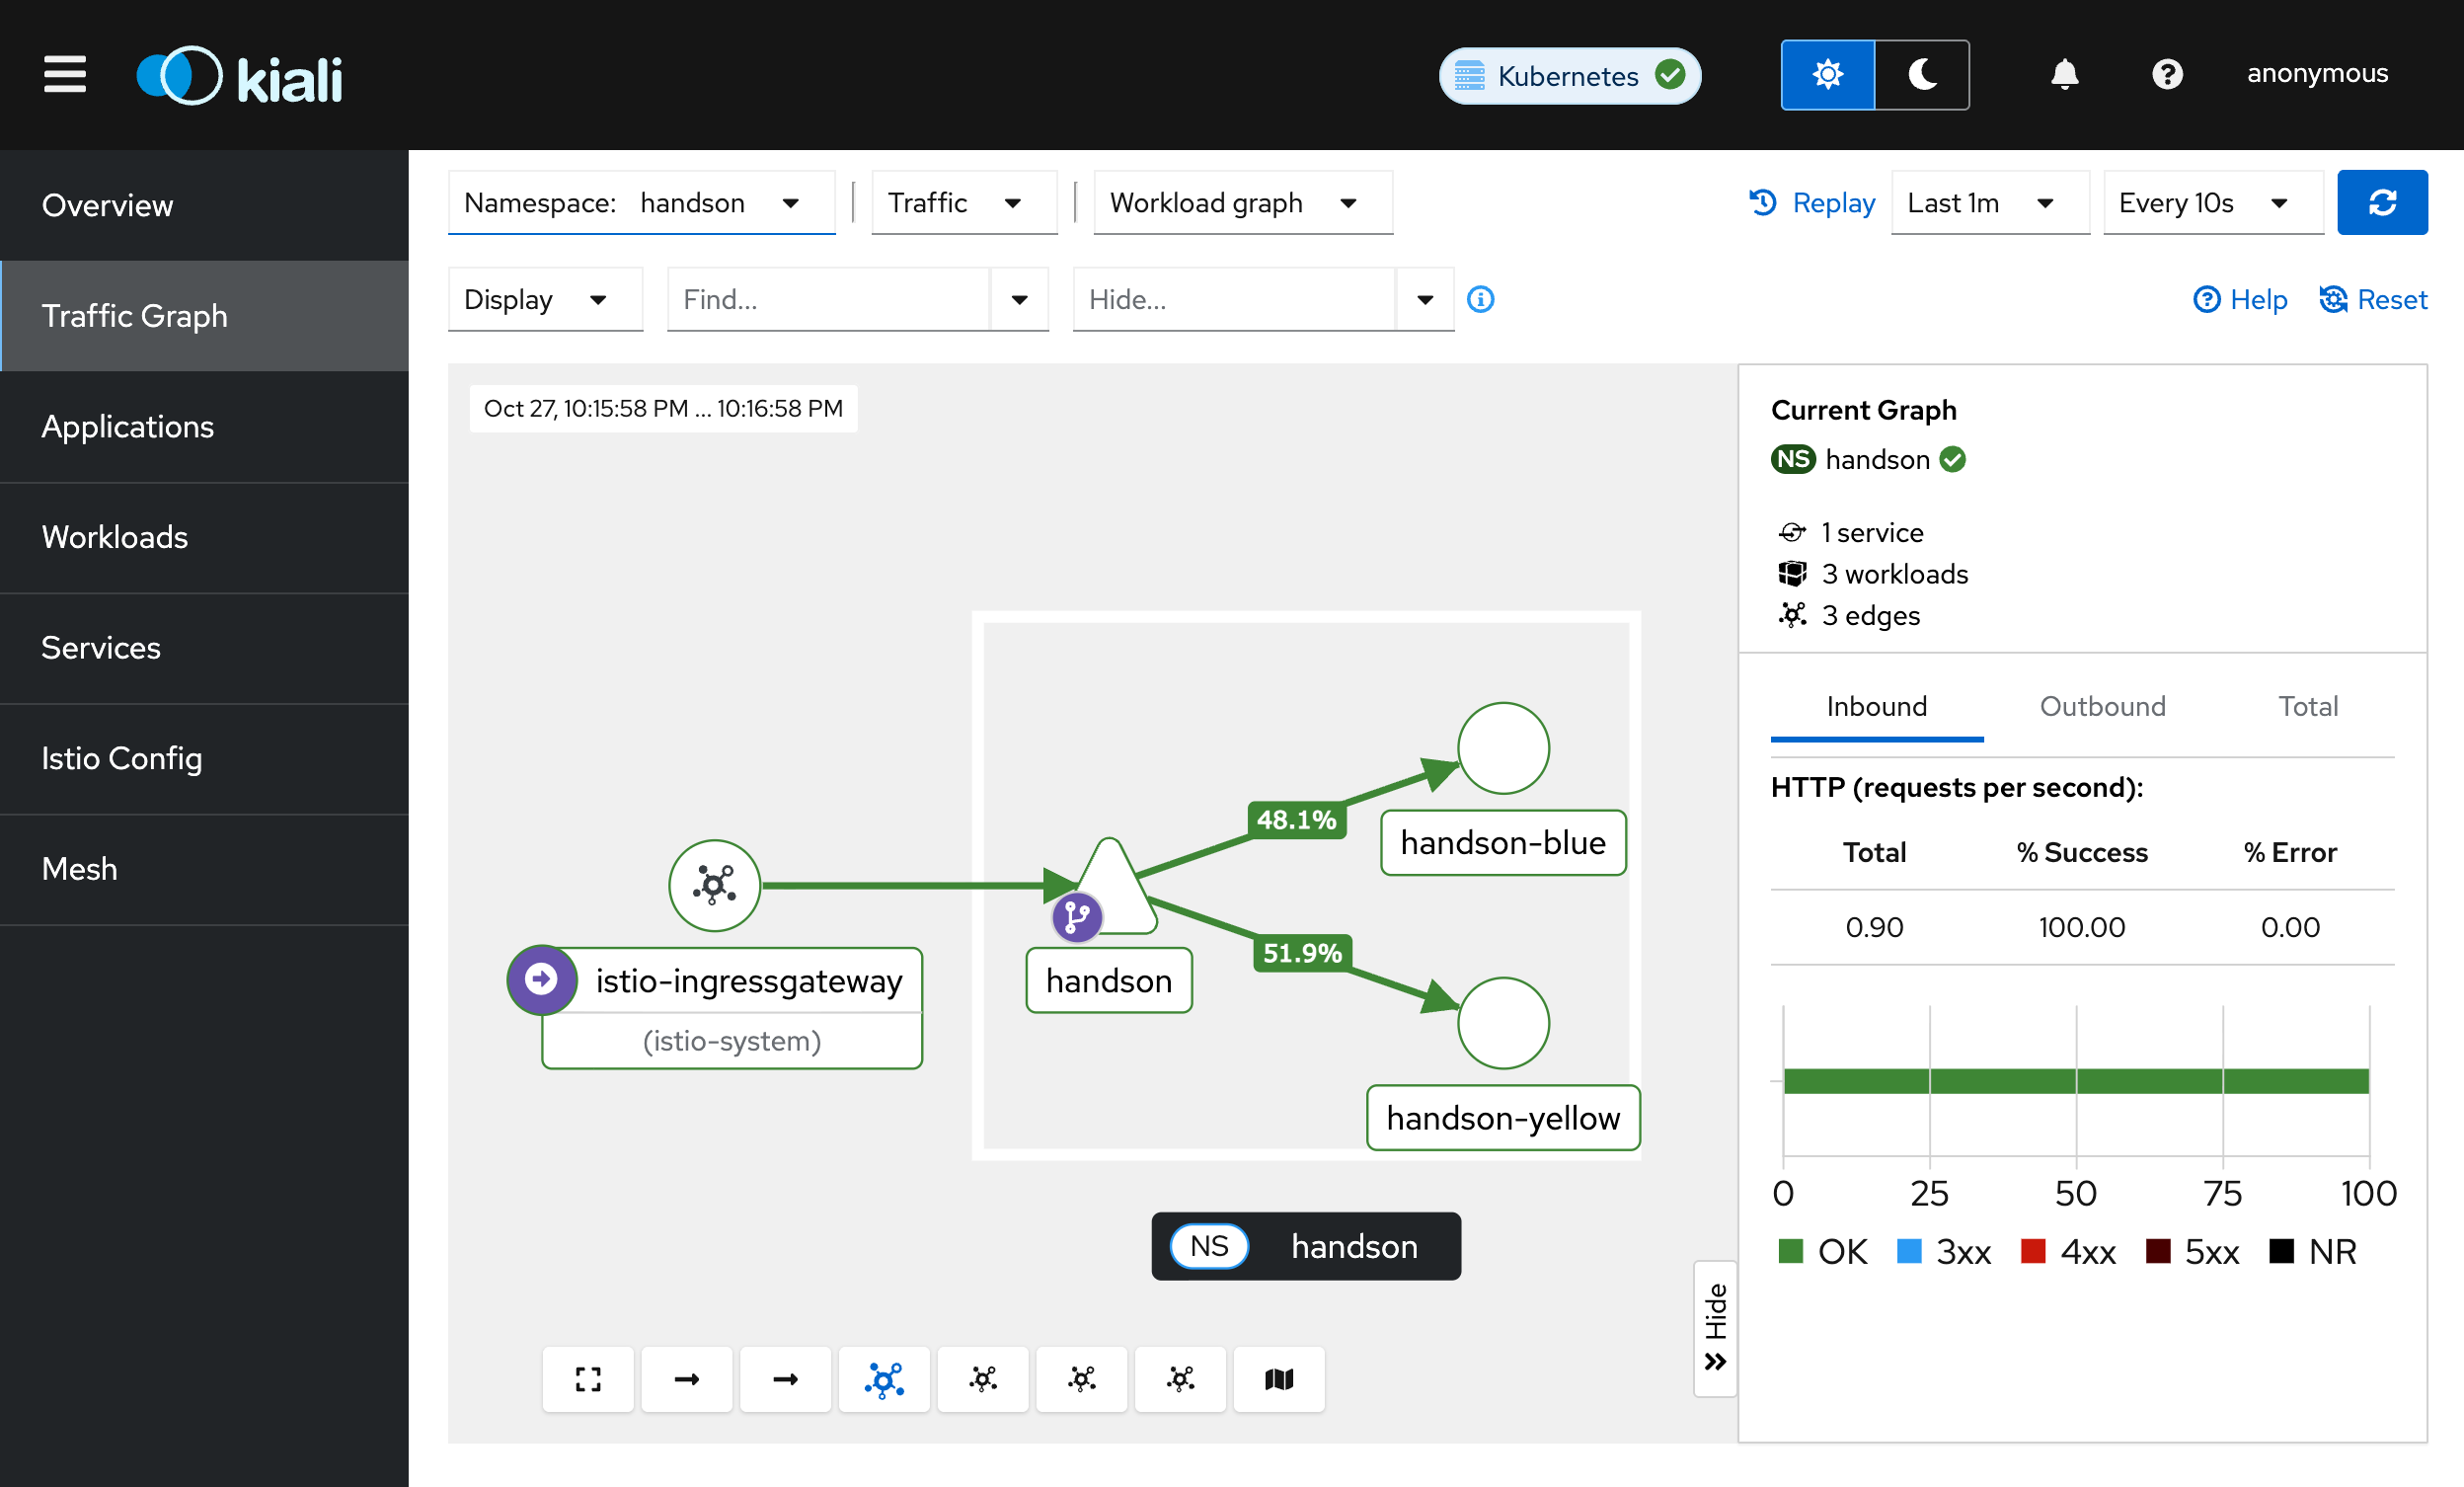 kiali
Kubernetes
anonymous
Overview
Traffic Graph
Applications
Workloads
Services
Istio Config
Mesh
Namespace: handson
Traffic
Workload graph
Replay
Last 1m
Every 10s
Display
Find...
Hide...
Help
Reset
Oct 27, 10:15:58 PM ... 10:16:58 PM
48.1%
handson-blue
51.9%
istio-ingressgateway
(istio-system)
handson
handson-yellow
NS handson
Hide
Current Graph
NS handson
1 service
3 workloads
3 edges
Inbound Outbound Total
HTTP (requests per second):
Total % Success % Error
0.90 100.00 0.00
0 25 50 75 100
OK 3xx 4xx 5xx NR